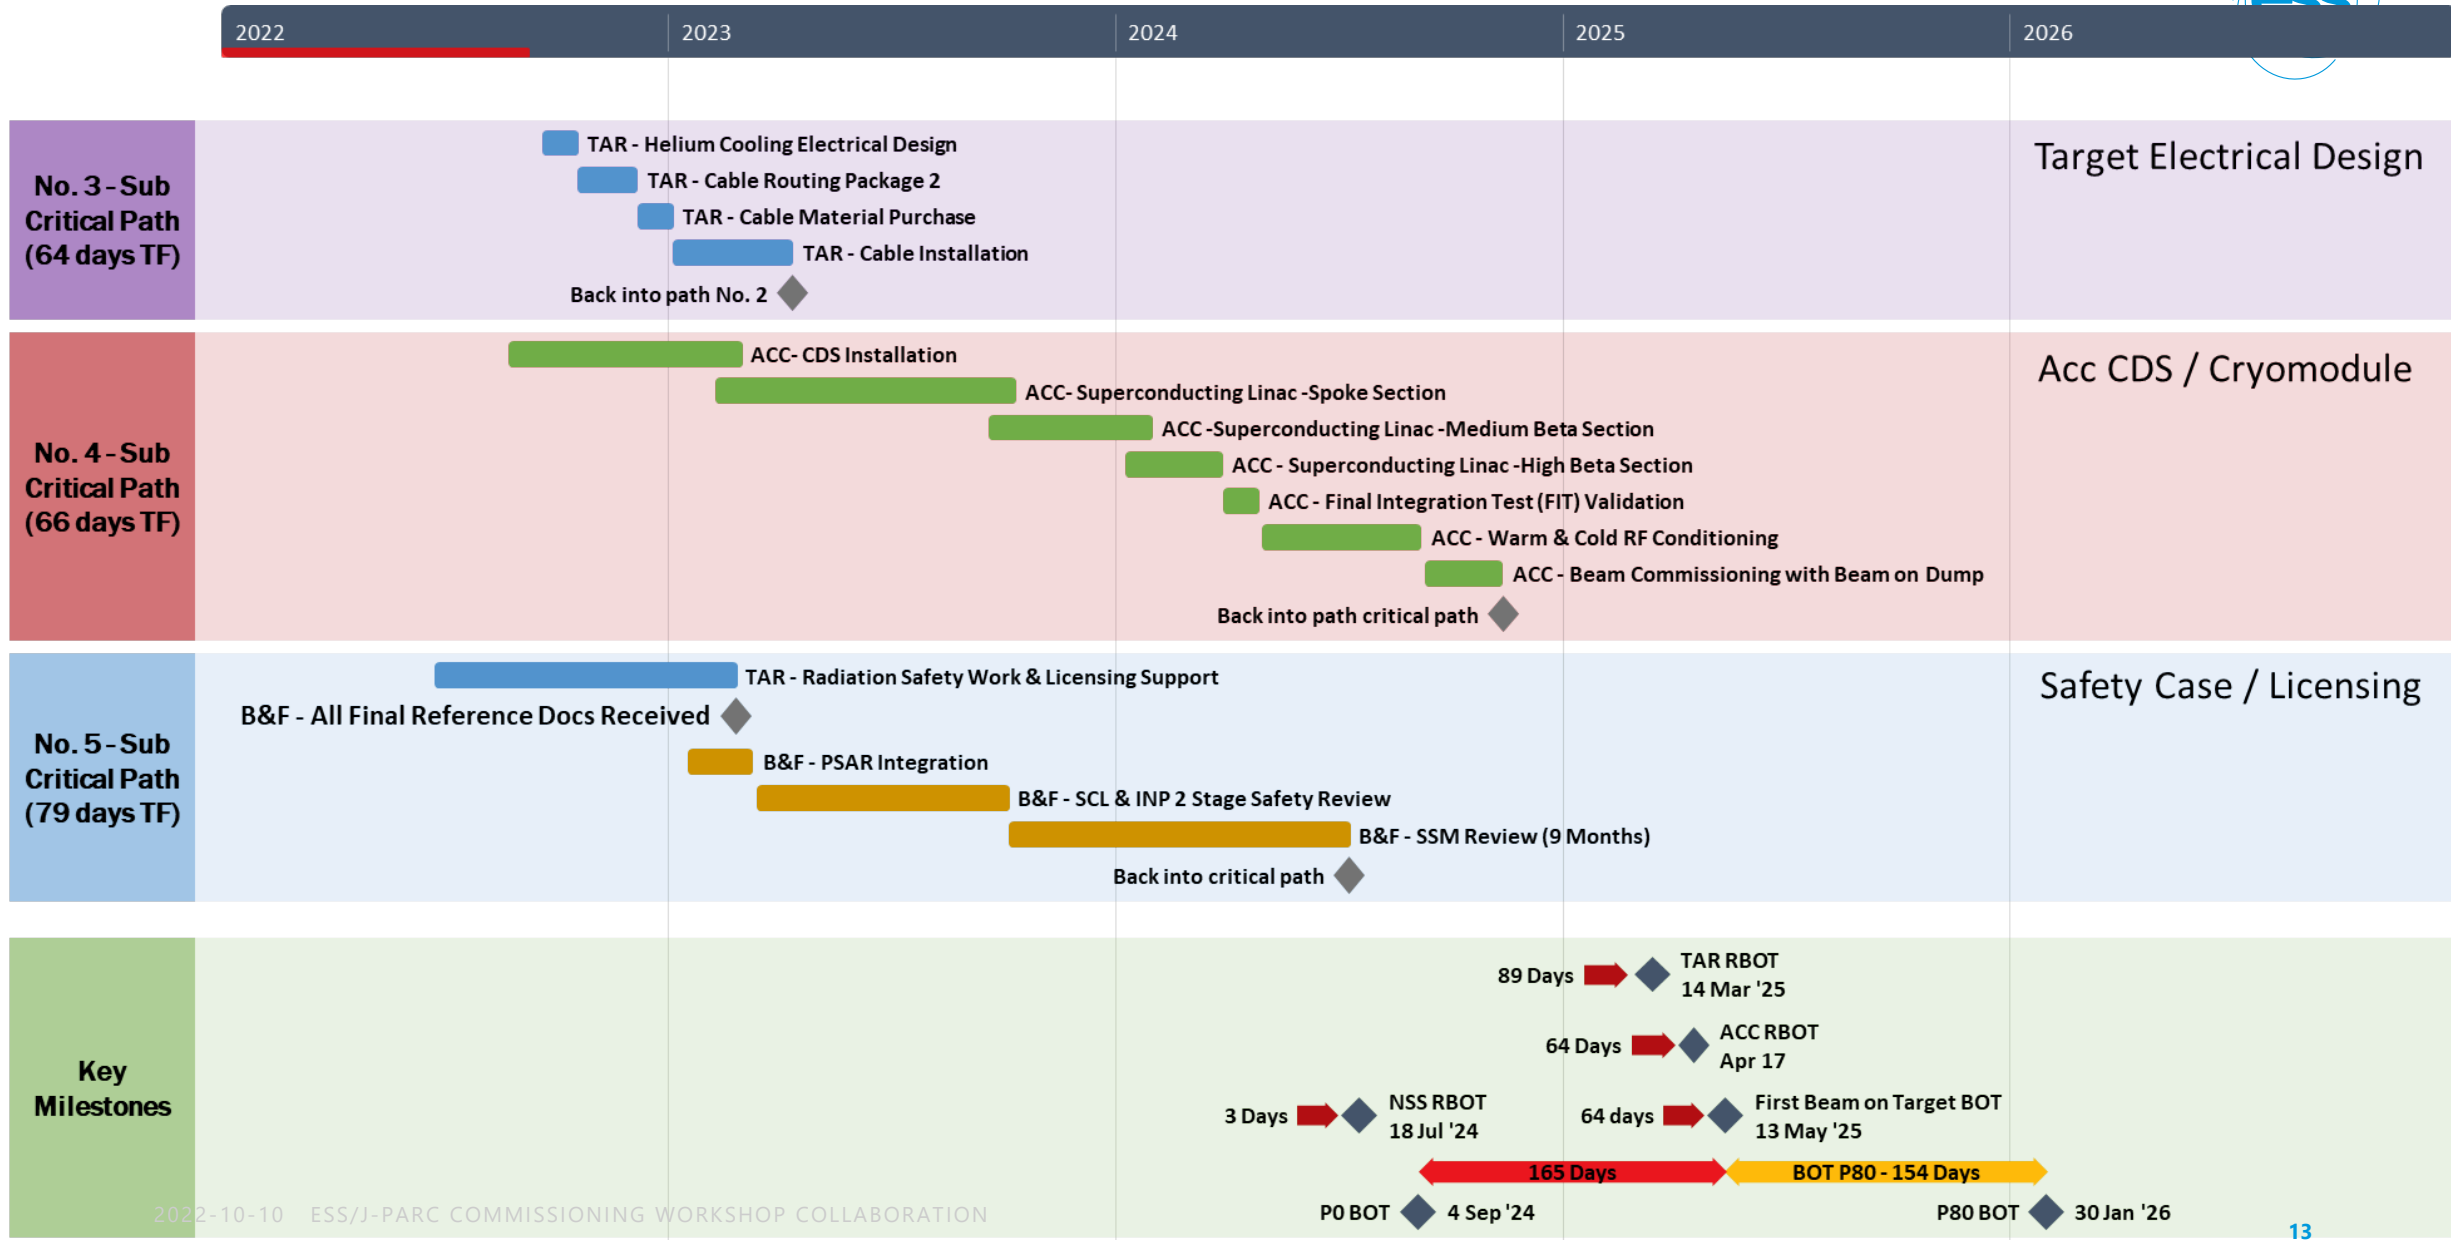 2022 2023 2024 2025 2026
No. 3 - Sub
Critical Path
(64 days TF)
Target Electrical Design
TAR - Helium Cooling Electrical Design
TAR - Cable Routing Package 2
TAR - Cable Material Purchase
TAR - Cable Installation
Back into path No. 2
No. 4 - Sub
Critical Path
(66 days TF)
Acc CDS / Cryomodule
ACC- CDS Installation
ACC- Superconducting Linac -Spoke Section
ACC -Superconducting Linac -Medium Beta Section
ACC - Superconducting Linac -High Beta Section
ACC - Final Integration Test (FIT) Validation
ACC - Warm & Cold RF Conditioning
ACC - Beam Commissioning with Beam on Dump
Back into path critical path
No. 5 - Sub
Critical Path
(79 days TF)
Safety Case / Licensing
TAR - Radiation Safety Work & Licensing Support
B&F - All Final Reference Docs Received
B&F - PSAR Integration
B&F - SCL & INP 2 Stage Safety Review
B&F - SSM Review (9 Months)
Back into critical path
Key
Milestones
89 Days
TAR RBOT
14 Mar '25
64 Days
ACC RBOT
Apr 17
3 Days
NSS RBOT
18 Jul '24
64 days
First Beam on Target BOT
13 May '25
165 Days
BOT P80 - 154 Days
P0 BOT
4 Sep '24
P80 BOT
30 Jan '26
2022-10-10 ESS/J-PARC COMMISSIONING WORKSHOP COLLABORATION
13